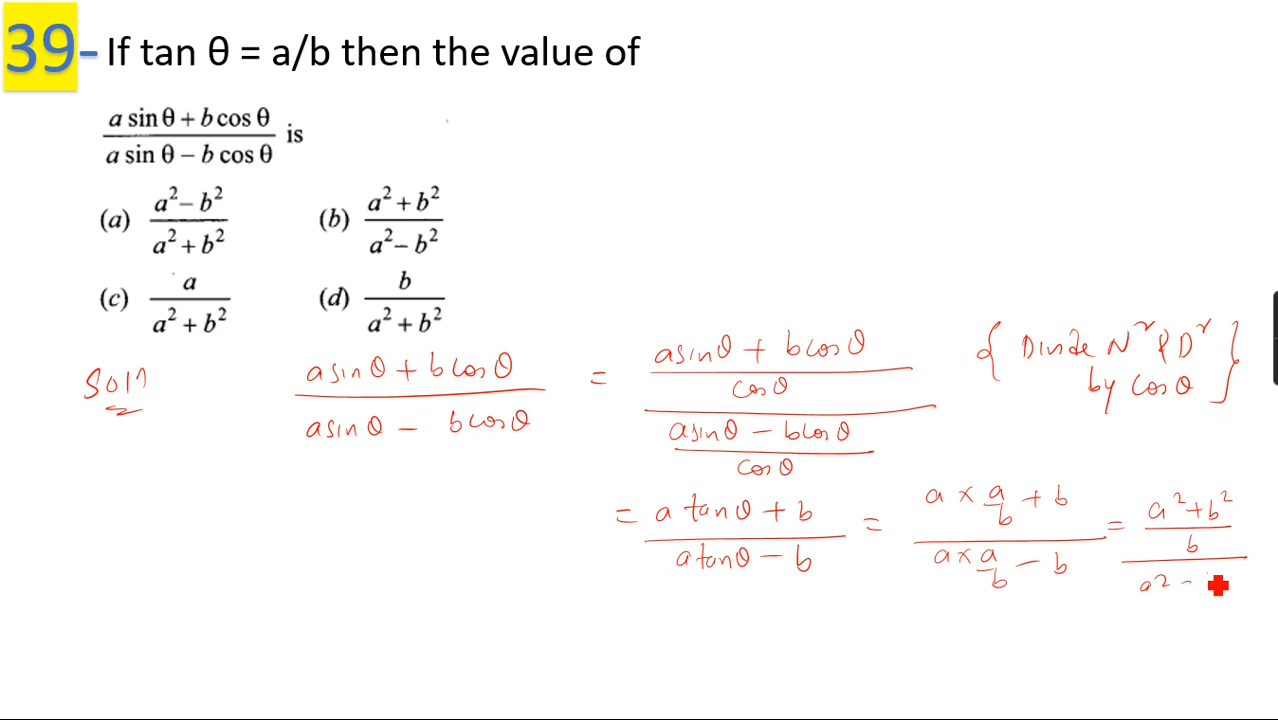 39- If tan θ = a/b then the value of
a sin θ + b cos θ
a sin θ – b cos θ
is
(a) a² – b² / a² + b²
(b) a² + b² / a² – b²
(c) a / a² + b²
(d) b / a² + b²
Soln
a sin θ + b cos θ / a sin θ – b cos θ = a sin θ + b cos θ / cos θ / a sin θ – b cos θ / cos θ
{ Divide Nʳ & Dʳ
by cos θ }
= a tan θ + b / a tan θ – b = a × a/b + b / a × a/b – b = a² + b² / b / a² –